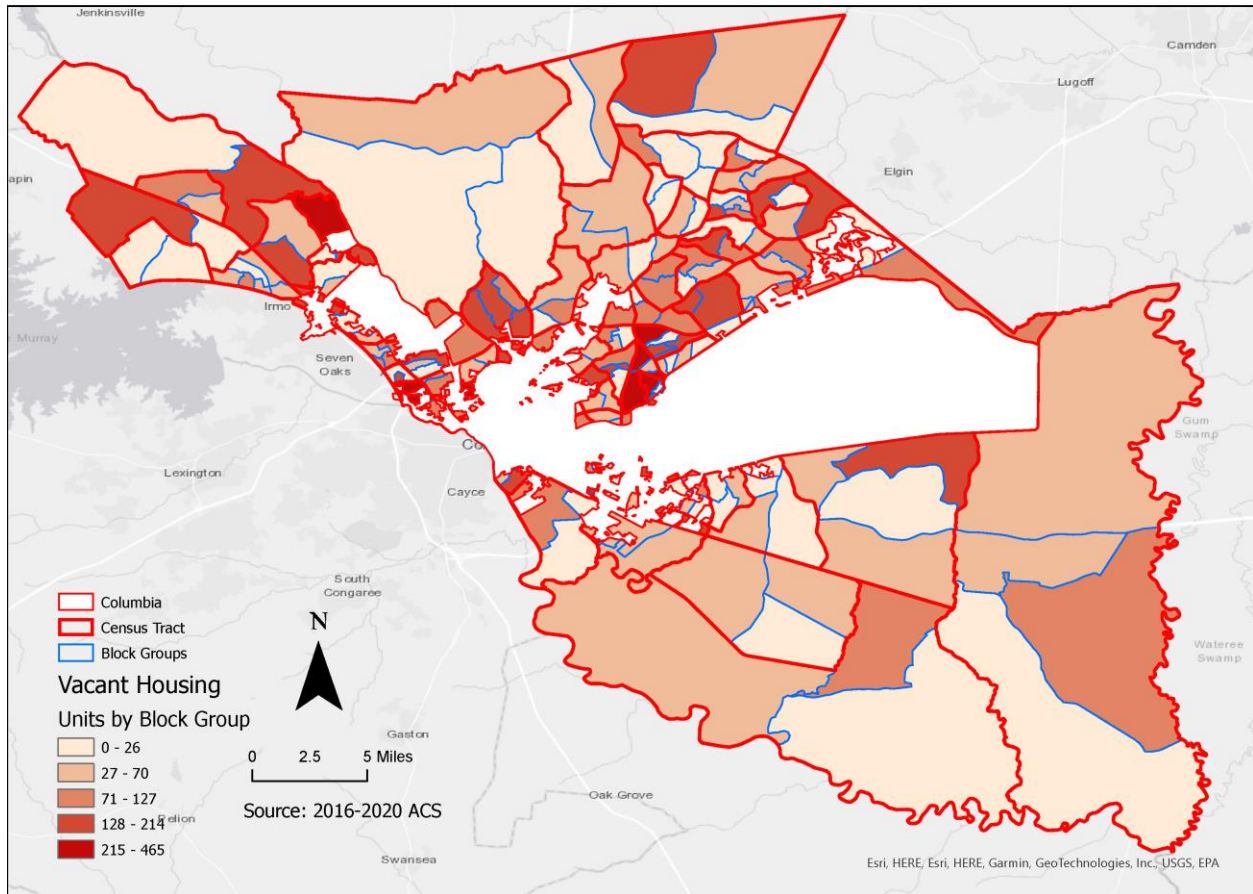 Jenkinsville
Camden
Lugoff
Elgin
apin
Irmo
Murray
Seven
Oaks
Co
Lexington
Cayce
Gum
Swamp
South
Congaree
Wateree
Swamp
Columbia
Census Tract
Block Groups
N
Vacant Housing
Units by Block Group
0 - 26
27 - 70
71 - 127
128 - 214
215 - 465
0 2.5 5 Miles
Source: 2016-2020 ACS
Gaston
Pelion
Oak Grove
Swansea
Esri, HERE, Esri, HERE, Garmin, GeoTechnologies, Inc., USGS, EPA